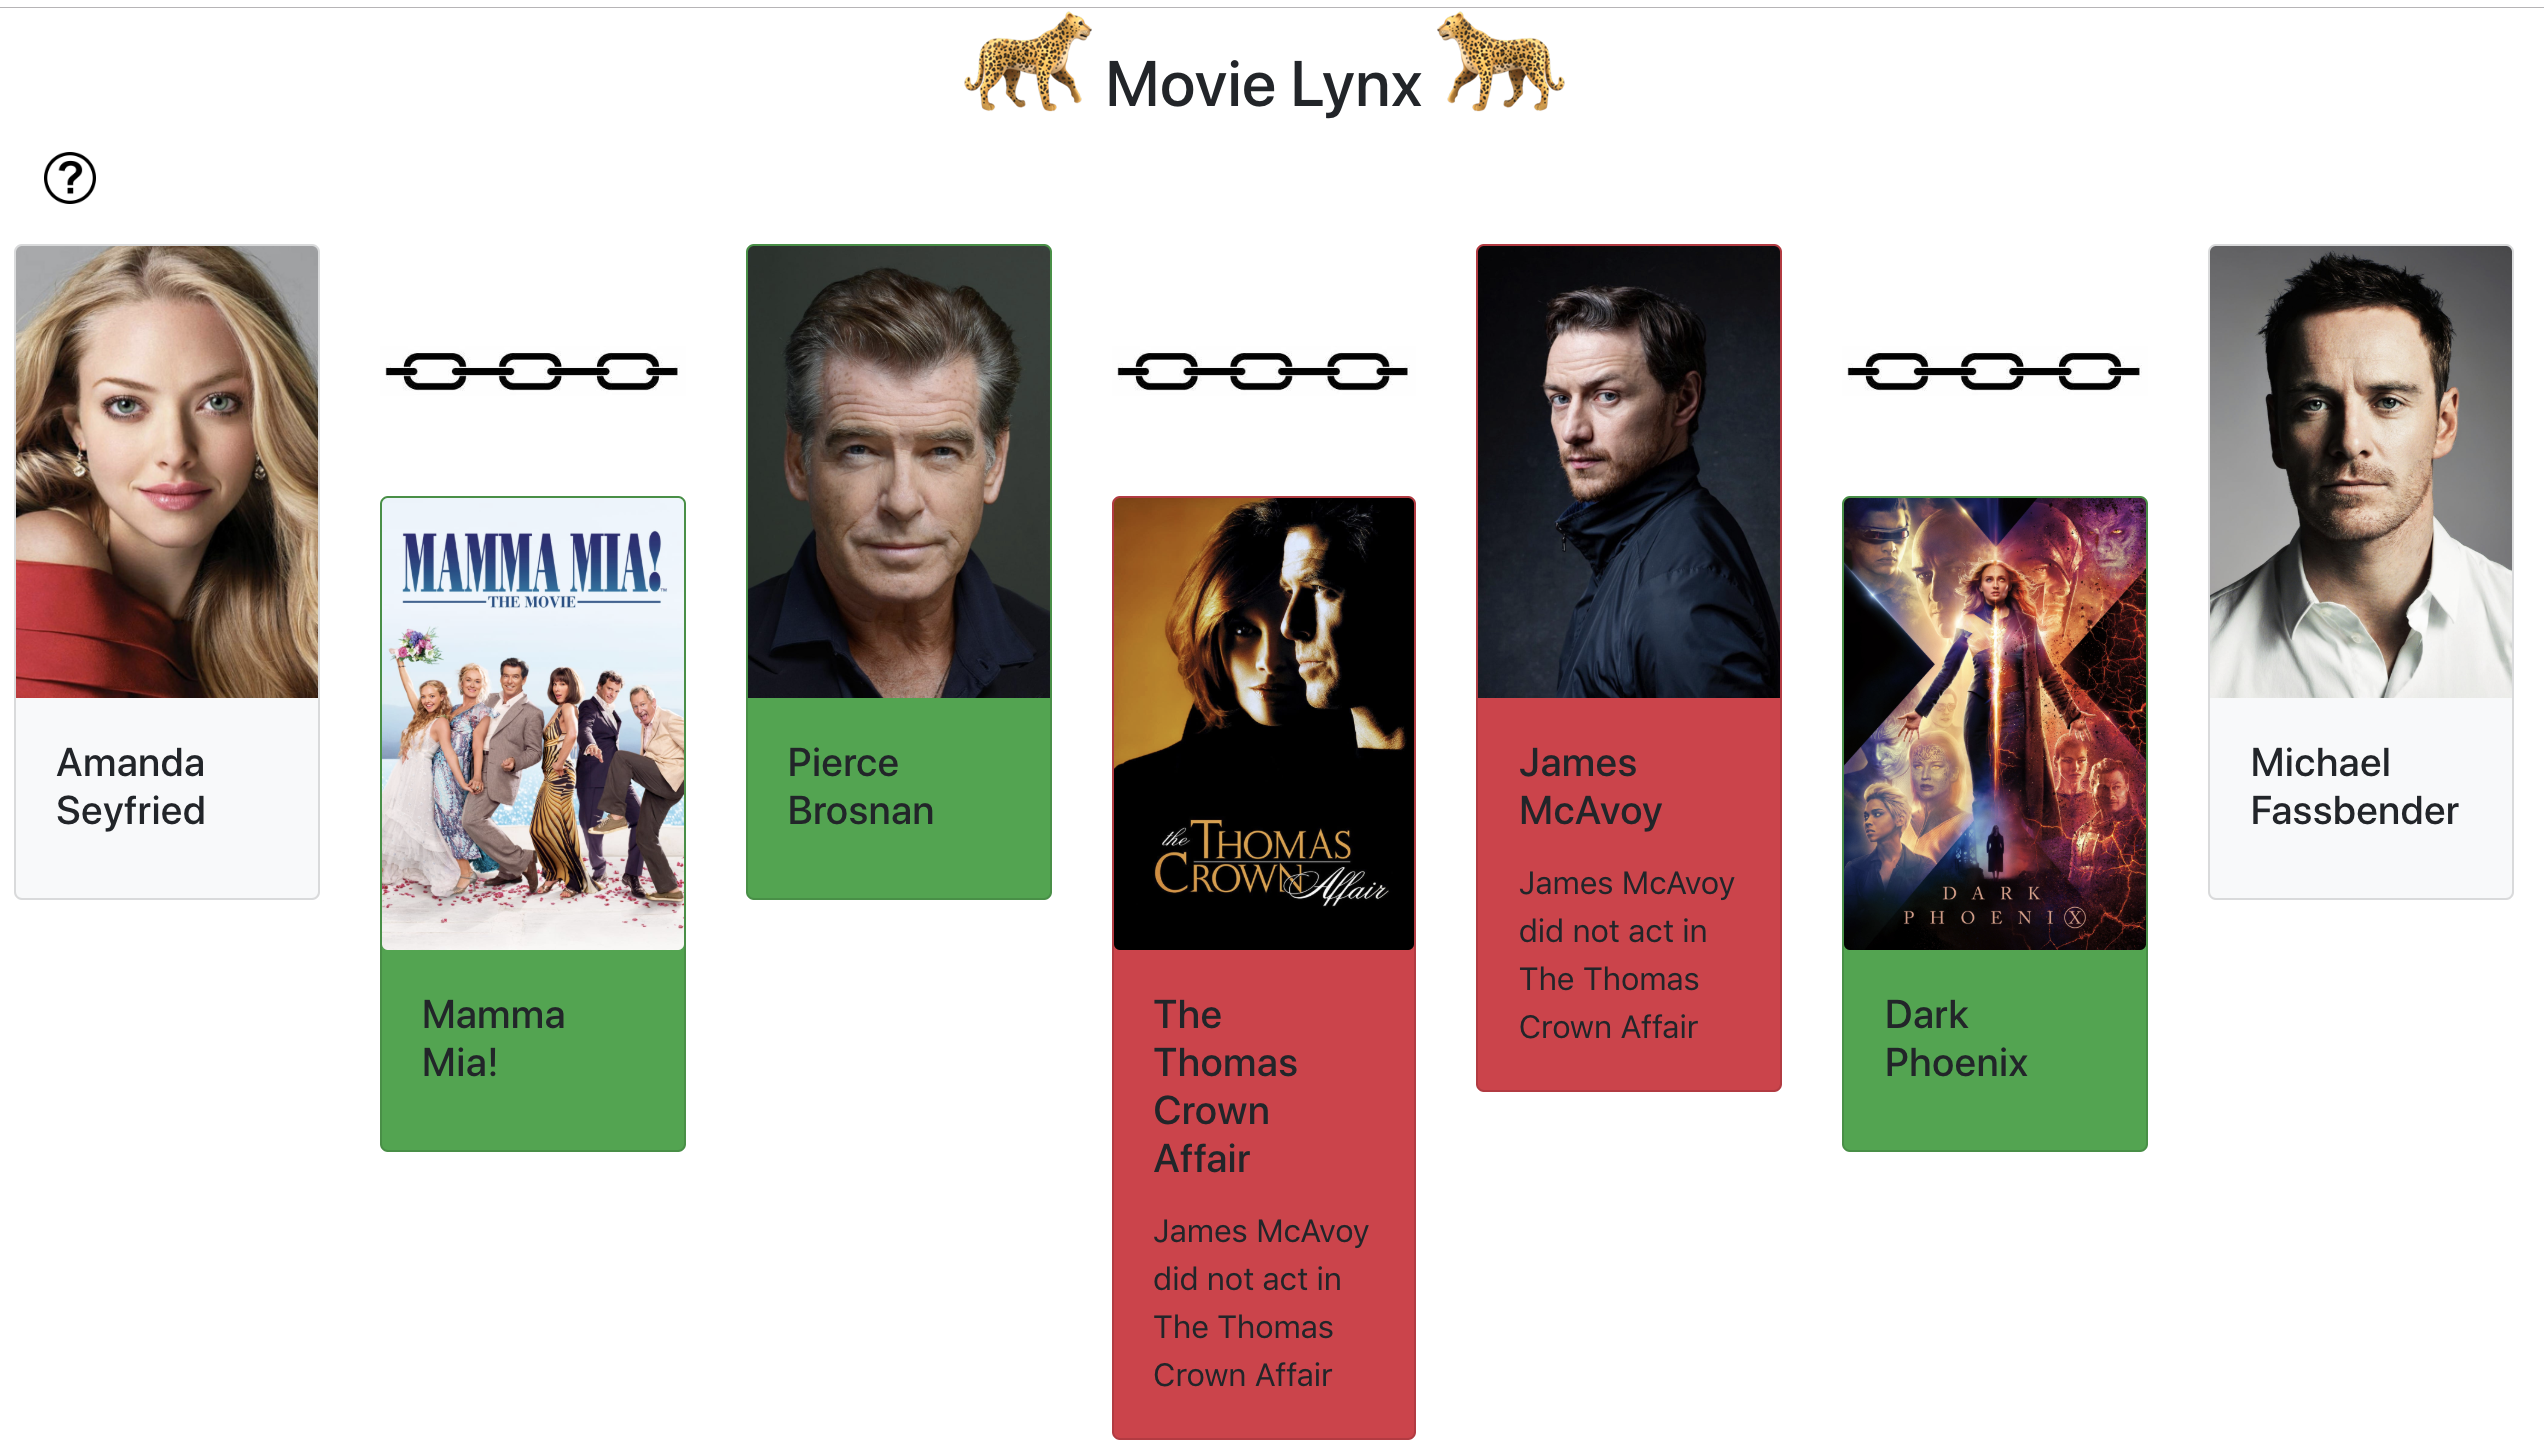 Movie Lynx
?
Amanda
Seyfried
MAMMA MIA!
THE MOVIE
Mamma
Mia!
Pierce
Brosnan
the THOMAS
CROWN Affair
The
Thomas
Crown
Affair
James McAvoy
did not act in
The Thomas
Crown Affair
James
McAvoy
James McAvoy
did not act in
The Thomas
Crown Affair
DARK
PHOENIX
Dark
Phoenix
Michael
Fassbender